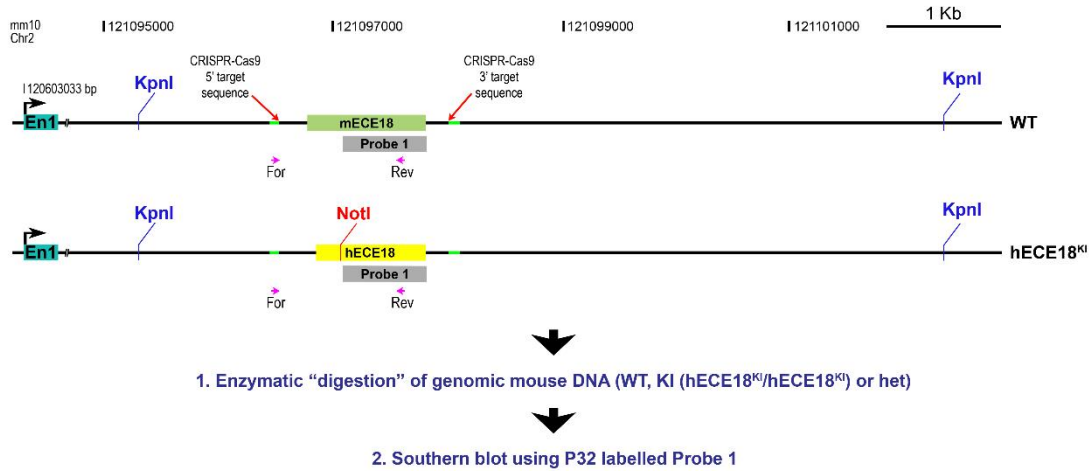 mm10
Chr2
121095000
121097000
121099000
121101000
1 Kb
CRISPR-Cas9
5' target
sequence
CRISPR-Cas9
3' target
sequence
120603033 bp
KpnI
KpnI
En1
mECE18
WT
Probe 1
For
Rev
KpnI
NotI
KpnI
En1
hECE18
hECE18KI
Probe 1
For
Rev
1. Enzymatic “digestion” of genomic mouse DNA (WT, KI (hECE18KI/hECE18KI) or het)
2. Southern blot using P32 labelled Probe 1